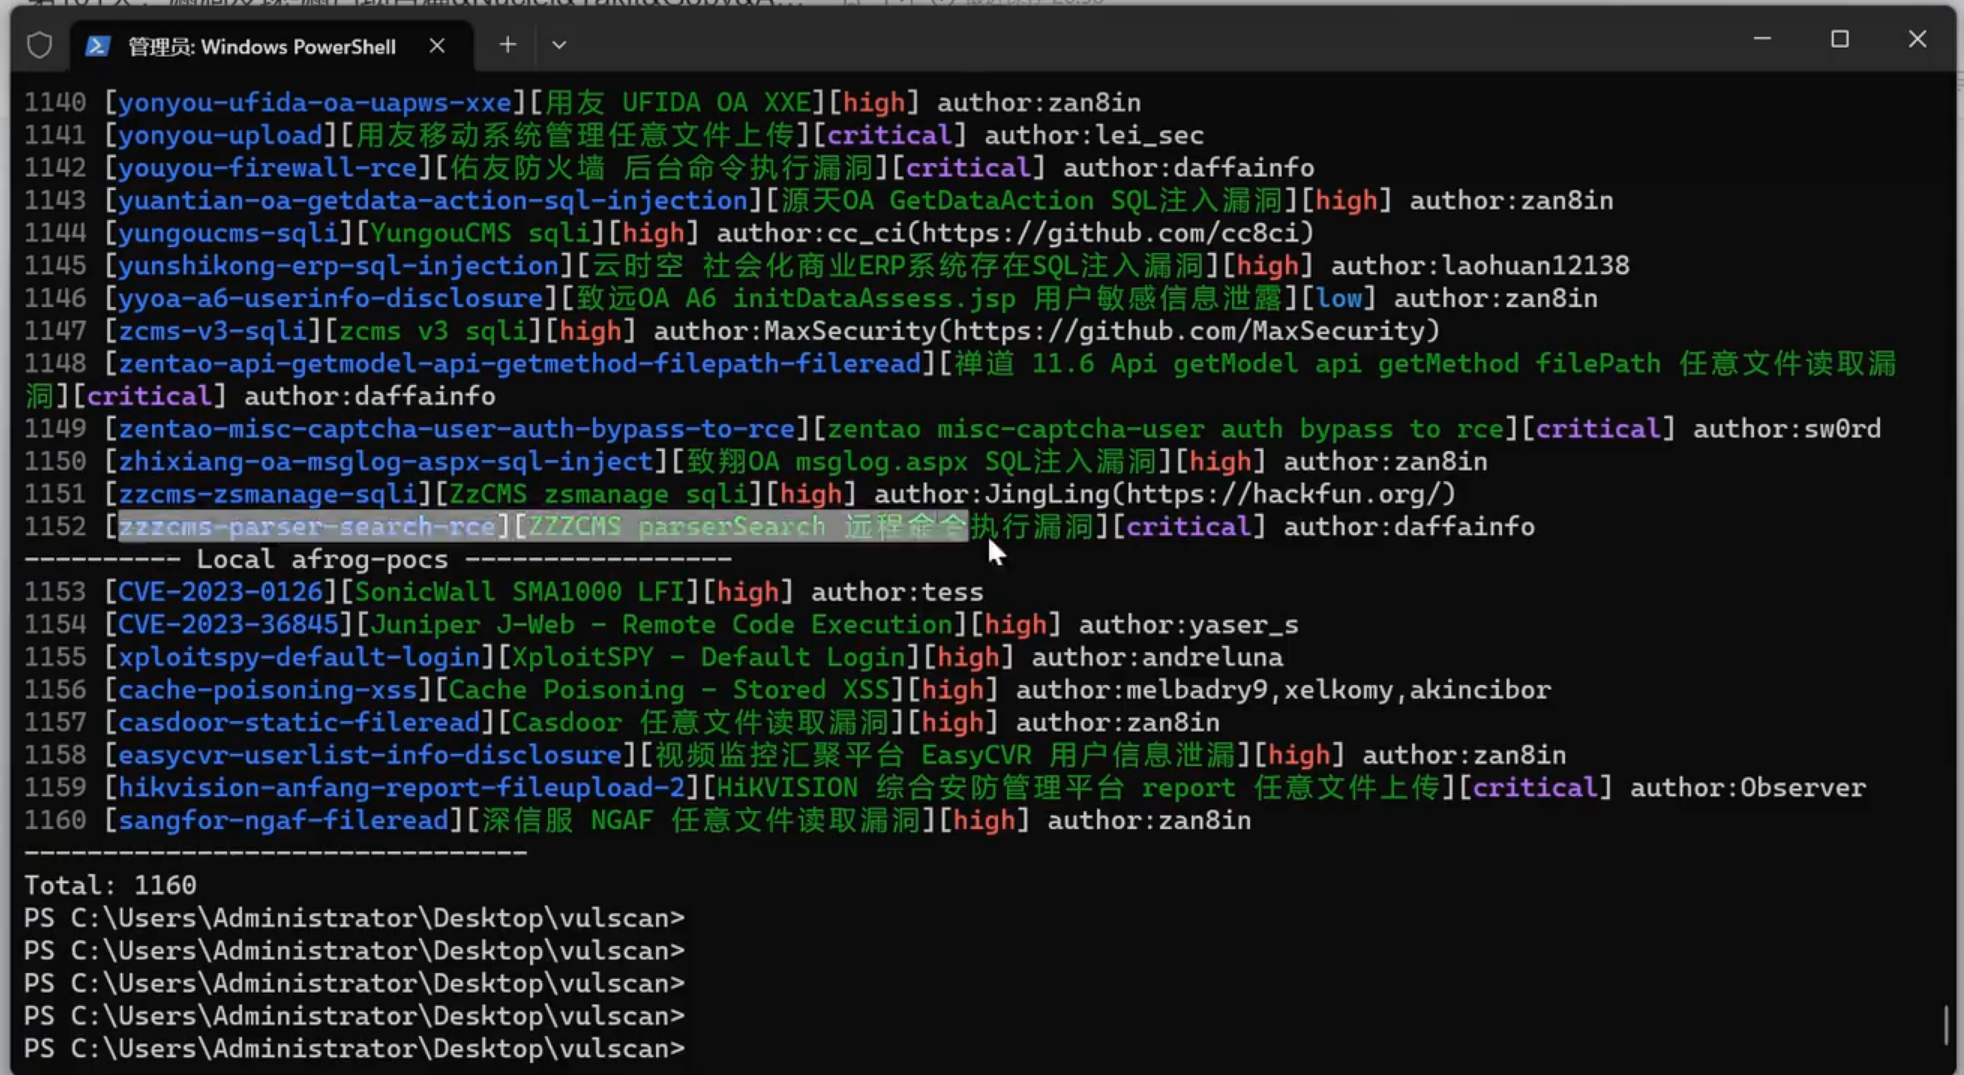 管理员: Windows PowerShell
1140 [yonyou-ufida-oa-uapws-xxe][用友 UFIDA OA XXE][high] author:zan8in
1141 [yonyou-upload][用友移动系统管理任意文件上传][critical] author:lei_sec
1142 [youyou-firewall-rce][佑友防火墙 后台命令执行漏洞][critical] author:daffainfo
1143 [yuantian-oa-getdata-action-sql-injection][源天OA GetDataAction SQL注入漏洞][high] author:zan8in
1144 [yungoucms-sqli][YungouCMS sqli][high] author:cc_ci(https://github.com/cc8ci)
1145 [yunshikong-erp-sql-injection][云时空 社会化商业ERP系统存在SQL注入漏洞][high] author:laohuan12138
1146 [yyoa-a6-userinfo-disclosure][致远OA A6 initDataAssess.jsp 用户敏感信息泄露][low] author:zan8in
1147 [zcms-v3-sqli][zcms v3 sqli][high] author:MaxSecurity(https://github.com/MaxSecurity)
1148 [zentao-api-getmodel-api-getmethod-filepath-fileread][禅道 11.6 Api getModel api getMethod filePath 任意文件读取漏
洞][critical] author:daffainfo
1149 [zentao-misc-captcha-user-auth-bypass-to-rce][zentao misc-captcha-user auth bypass to rce][critical] author:sw0rd
1150 [zhixiang-oa-msglog-aspx-sql-inject][致翔OA msglog.aspx SQL注入漏洞][high] author:zan8in
1151 [zzcms-zsmanage-sqli][ZzCMS zsmanage sqli][high] author:JingLing(https://hackfun.org/)
1152 [zzzcms-parser-search-rce][ZZZCMS parserSearch 远程命令执行漏洞][critical] author:daffainfo
---------- Local afrog-pocs -----------------
1153 [CVE-2023-0126][SonicWall SMA1000 LFI][high] author:tess
1154 [CVE-2023-36845][Juniper J-Web - Remote Code Execution][high] author:yaser_s
1155 [xploitspy-default-login][XploitSPY - Default Login][high] author:andreluna
1156 [cache-poisoning-xss][Cache Poisoning - Stored XSS][high] author:melbadry9,xelkomy,akincibor
1157 [casdoor-static-fileread][Casdoor 任意文件读取漏洞][high] author:zan8in
1158 [easycvr-userlist-info-disclosure][视频监控汇聚平台 EasyCVR 用户信息泄漏][high] author:zan8in
1159 [hikvision-anfang-report-fileupload-2][HiKVISION 综合安防管理平台 report 任意文件上传][critical] author:Observer
1160 [sangfor-ngaf-fileread][深信服 NGAF 任意文件读取漏洞][high] author:zan8in
--------------------------------
Total: 1160
PS C:\Users\Administrator\Desktop\vulscan>
PS C:\Users\Administrator\Desktop\vulscan>
PS C:\Users\Administrator\Desktop\vulscan>
PS C:\Users\Administrator\Desktop\vulscan>
PS C:\Users\Administrator\Desktop\vulscan>